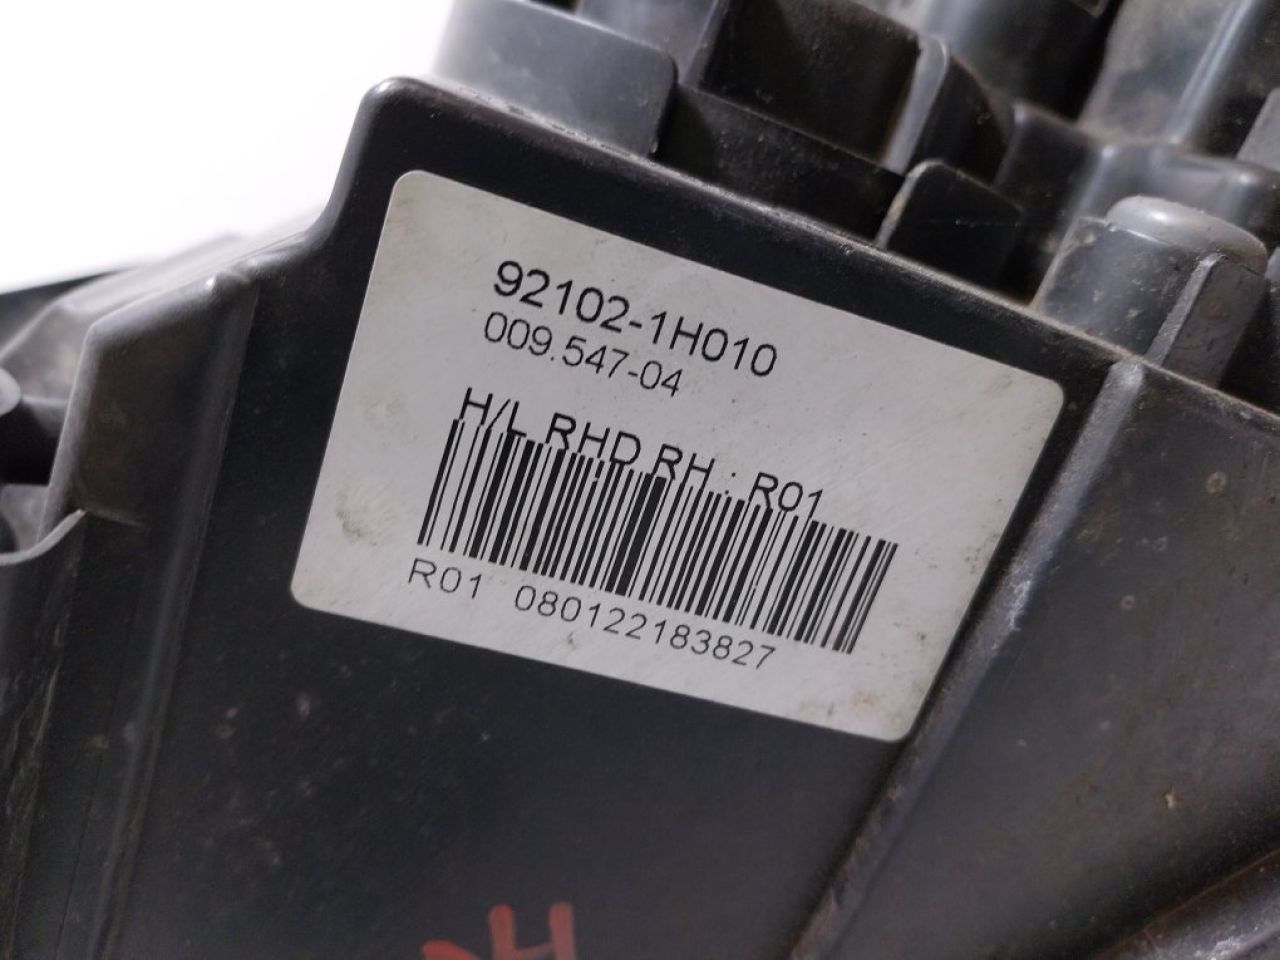 92102-1H010
009.547-04
H/L RHD RH : R01
R01 080122183827